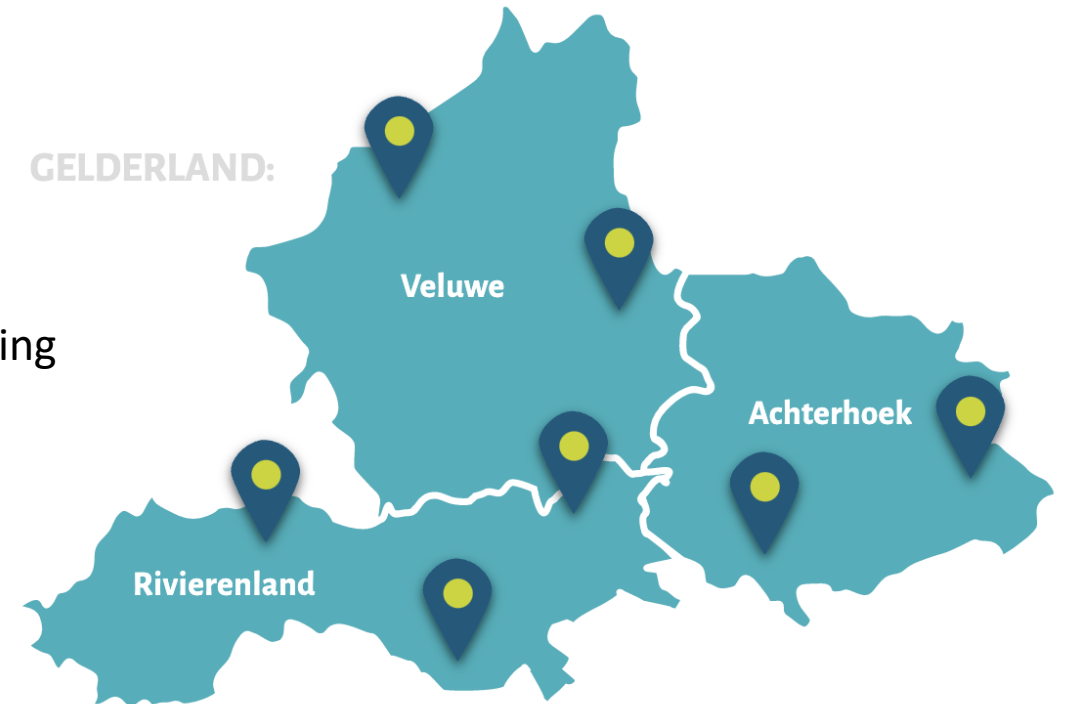 GELDERLAND:
Veluwe
ing
Achterhoek
Rivierenland